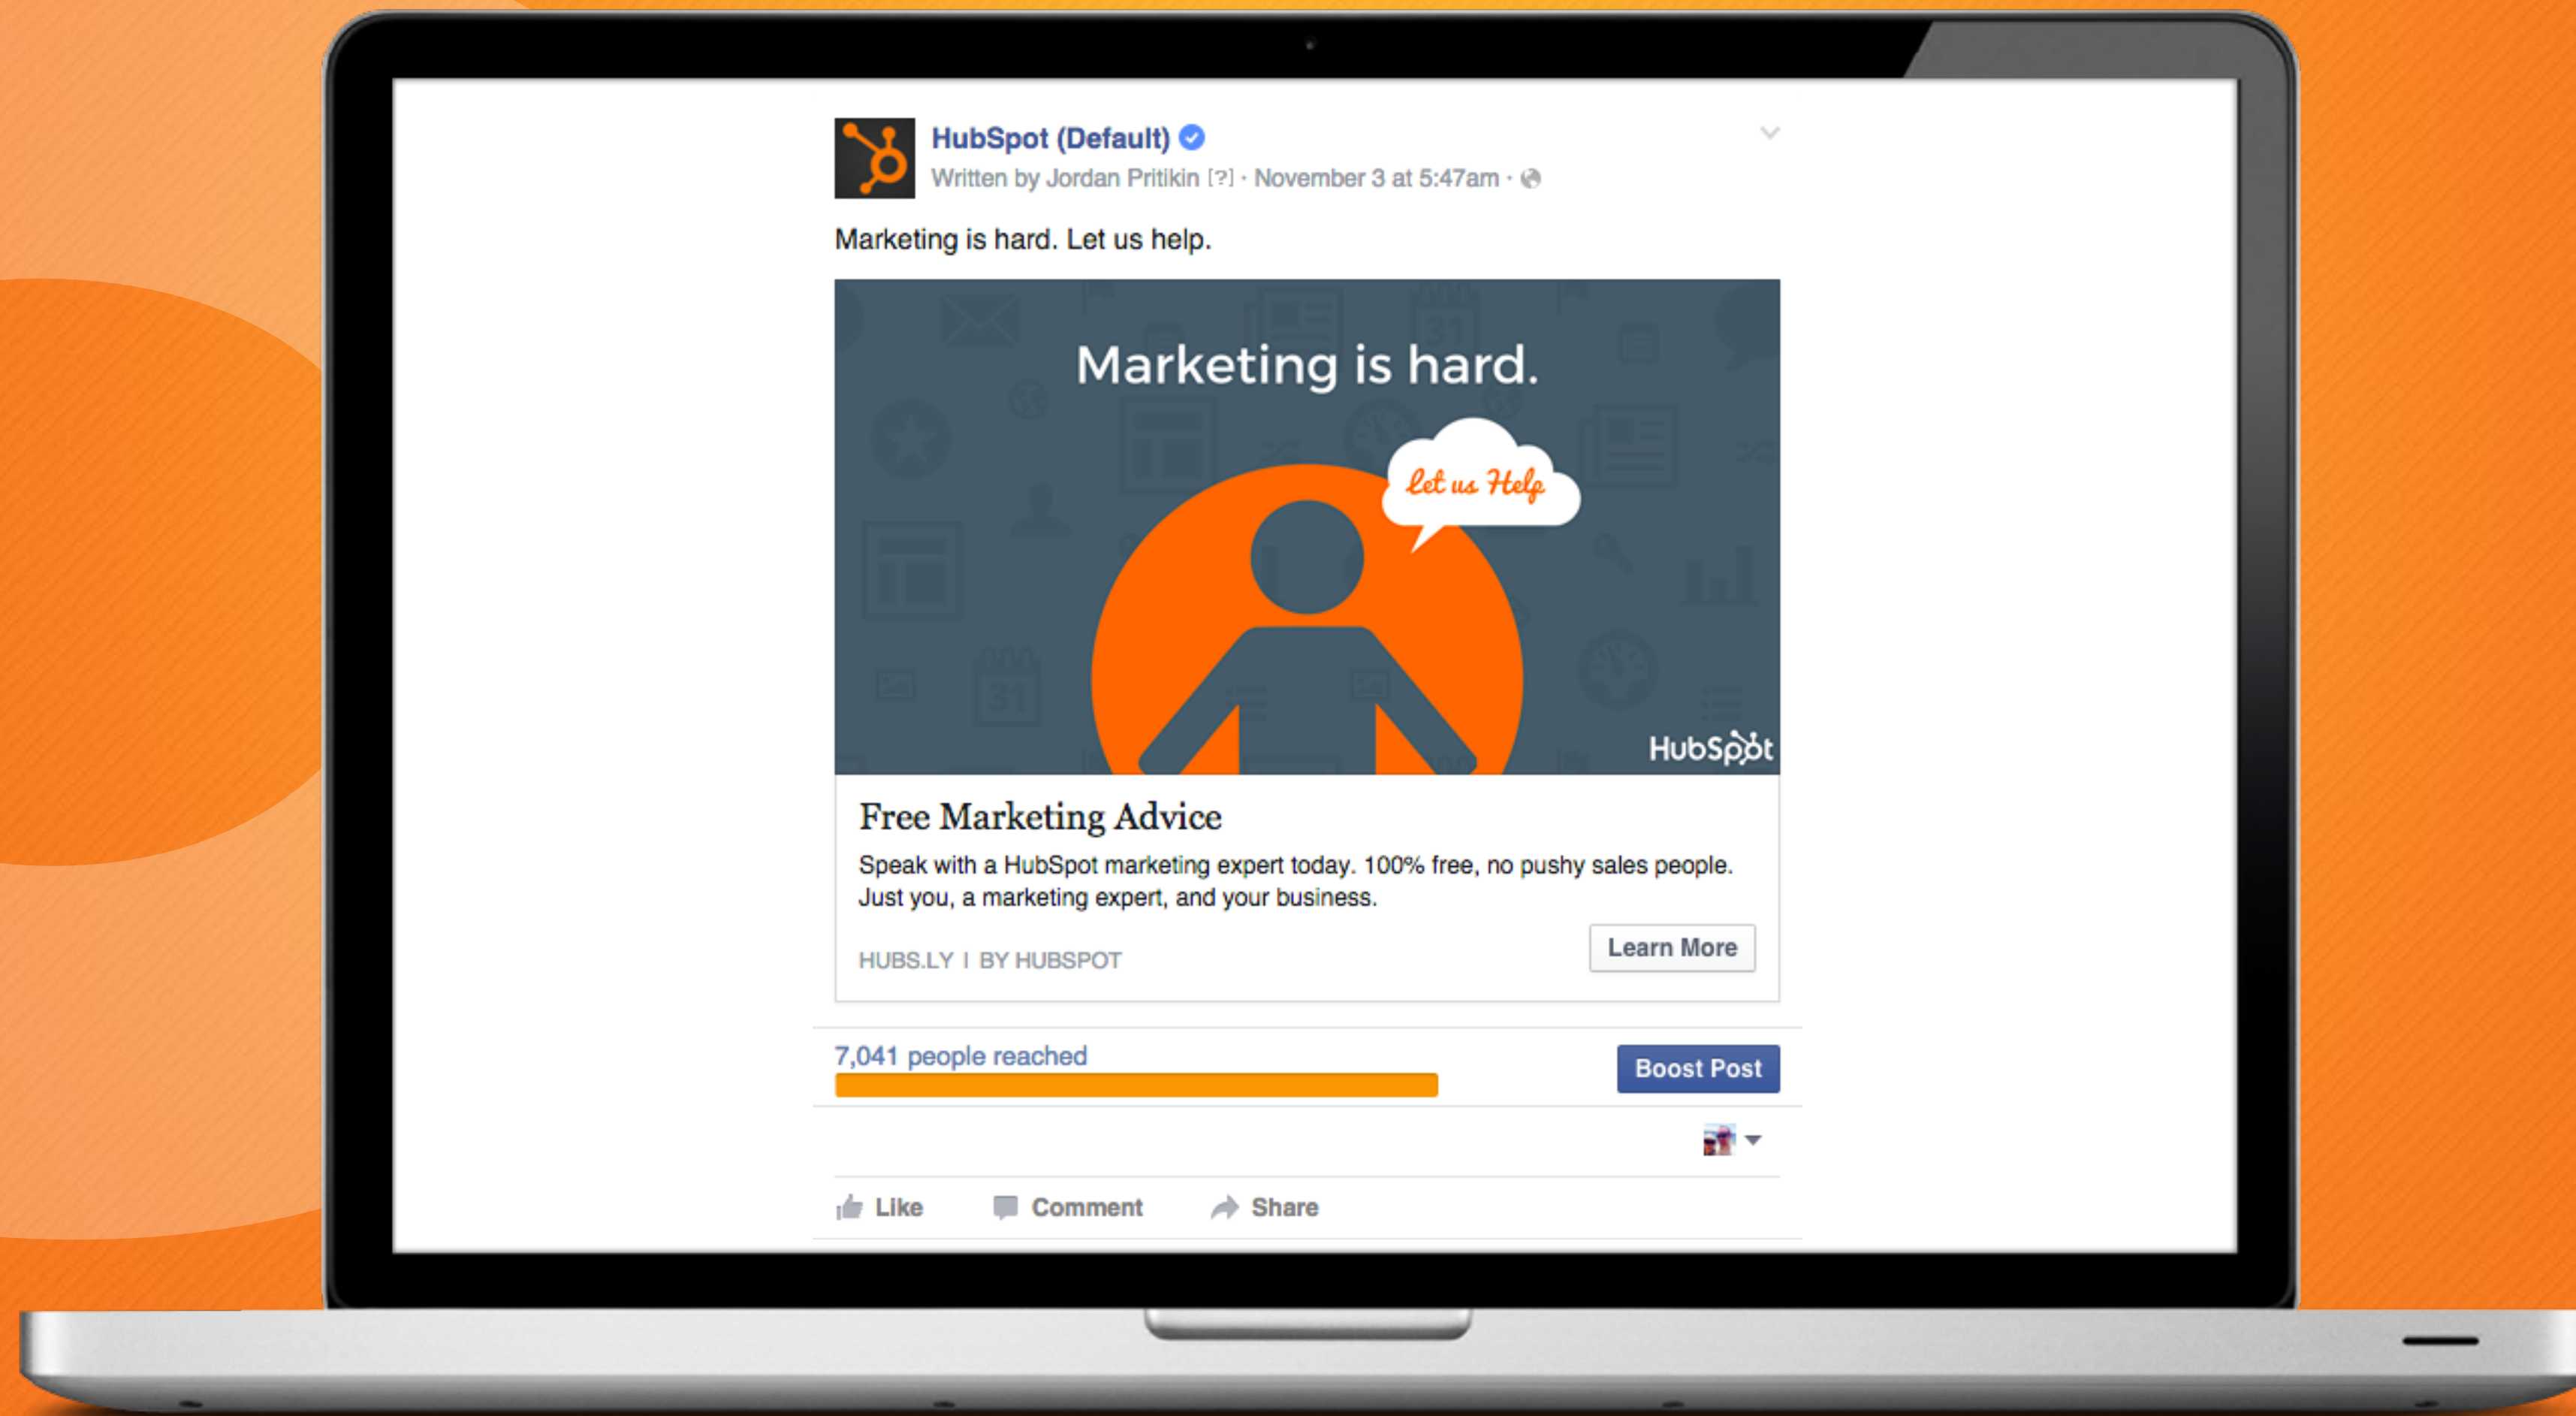 HubSpot (Default)
Written by Jordan Pritikin [?] · November 3 at 5:47am ·
Marketing is hard. Let us help.
31
Marketing is hard.
Let us Help
31
HubSpot
Free Marketing Advice
Speak with a HubSpot marketing expert today. 100% free, no pushy sales people.
Just you, a marketing expert, and your business.
HUBS.LY | BY HUBSPOT
Learn More
7,041 people reached
Boost Post
Like Comment Share